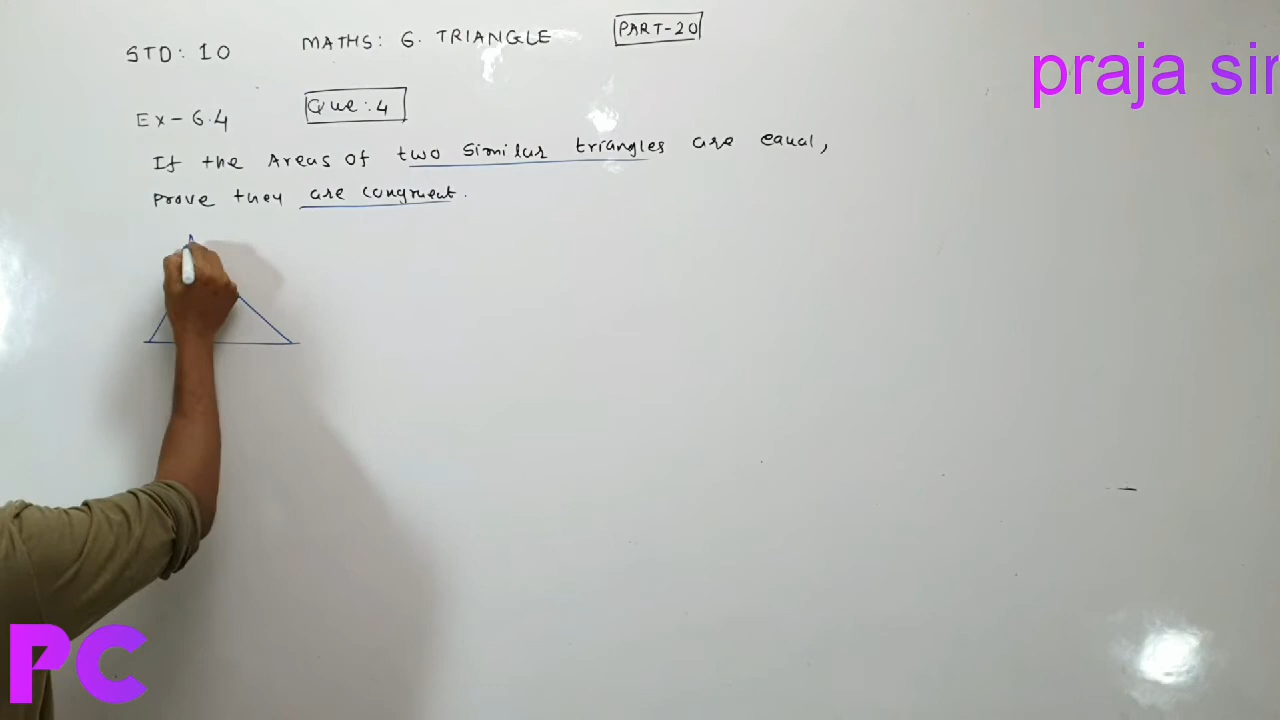 STD: 10 MATHS: 6. TRIANGLE PART-20
praja sir
Ex-6.4 Que:4
If the Areas of two similar triangles are equal,
Prove they are congruent.
A
PC